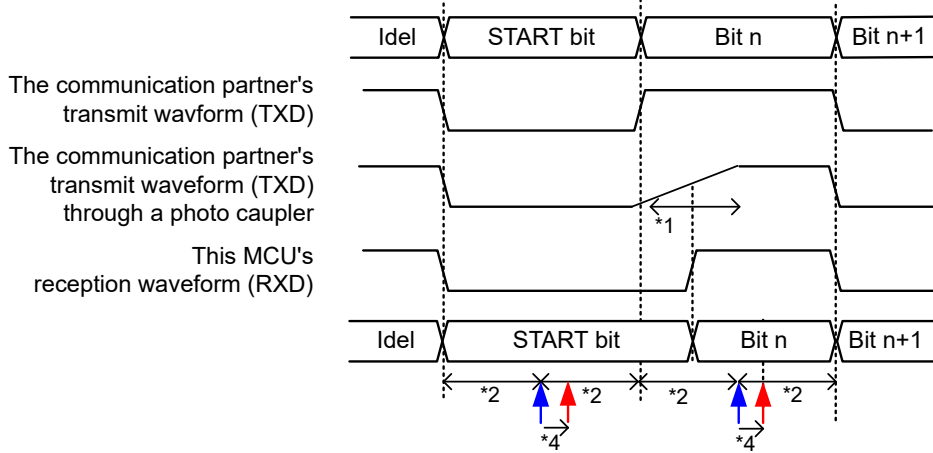 Idel START bit Bit n Bit n+1
The communication partner's
transmit wavform (TXD)
The communication partner's
transmit waveform (TXD)
through a photo caupler
*1
This MCU's
reception waveform (RXD)
Idel START bit Bit n Bit n+1
*2 *2 *2 *2
*4 *4